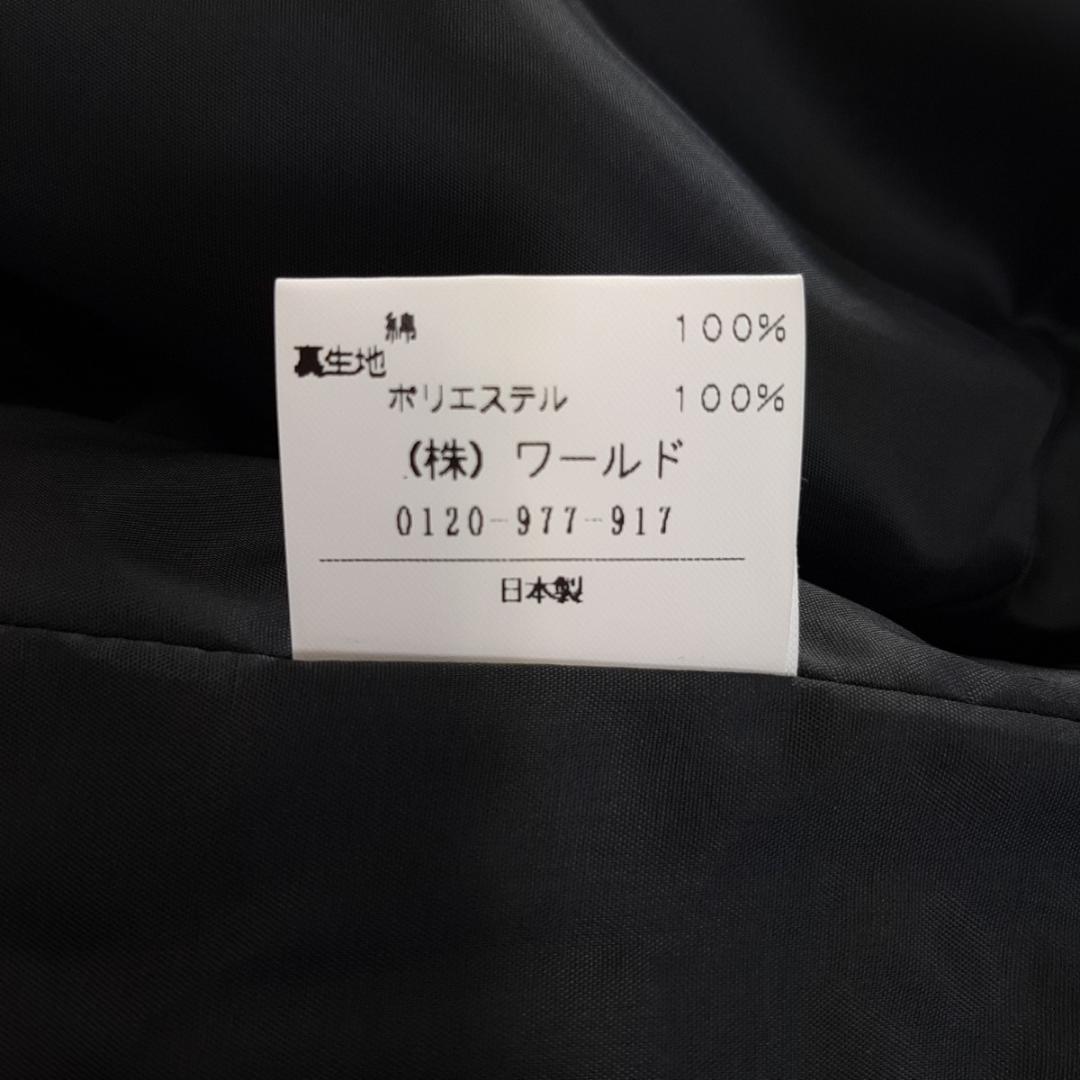 綿 100%
裏生地
ポリエステル 100%
(株) ワールド
0120-977-917
日本製